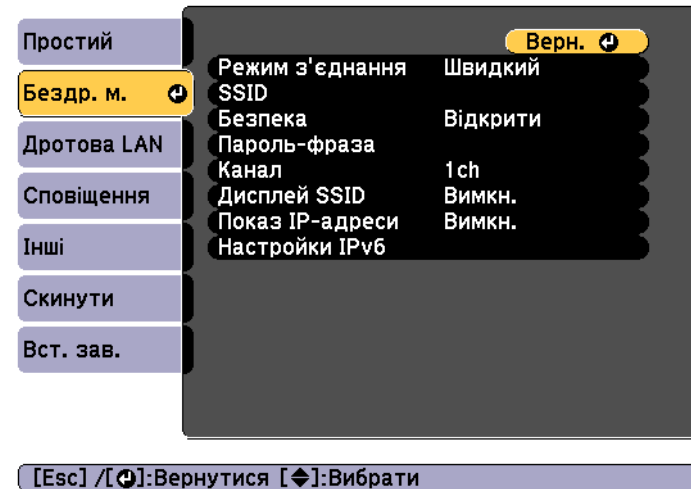 Простий
Бездр. м.
Дротова LAN
Сповіщення
Інші
Скинути
Вст. зав.
Верн.
Режим з'єднання Швидкий
SSID
Безпека Відкрити
Пароль-фраза
Канал 1ch
Дисплей SSID Вимкн.
Показ IP-адреси Вимкн.
Настройки IPv6
[Esc] /[⏎]:Вернутися [◆]:Вибрати